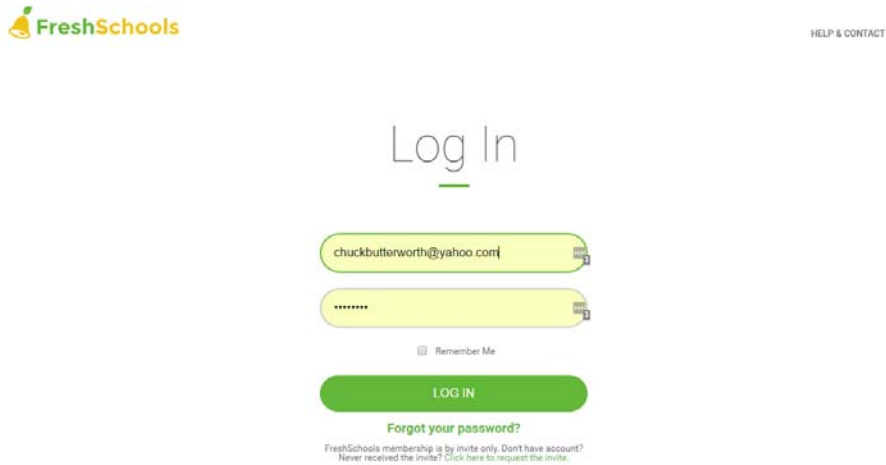 FreshSchools
HELP & CONTACT
Log In
chuckbutterworth@yahoo.com
••••••••
Remember Me
LOG IN
Forgot your password?
FreshSchools membership is by invite only. Don't have account?
Never received the invite? Click here to request the invite.